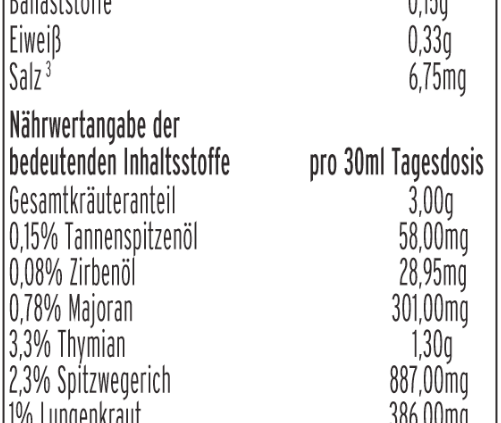 Ballaststoffe 0,15g
Eiweiß 0,33g
Salz ³ 6,75mg
Nährwertangabe der
bedeutenden Inhaltsstoffe pro 30ml Tagesdosis
Gesamtkräuteranteil 3,00g
0,15% Tannenspitzenöl 58,00mg
0,08% Zirbenöl 28,95mg
0,78% Majoran 301,00mg
3,3% Thymian 1,30g
2,3% Spitzwegerich 887,00mg
1% Lungenkraut 386,00mg